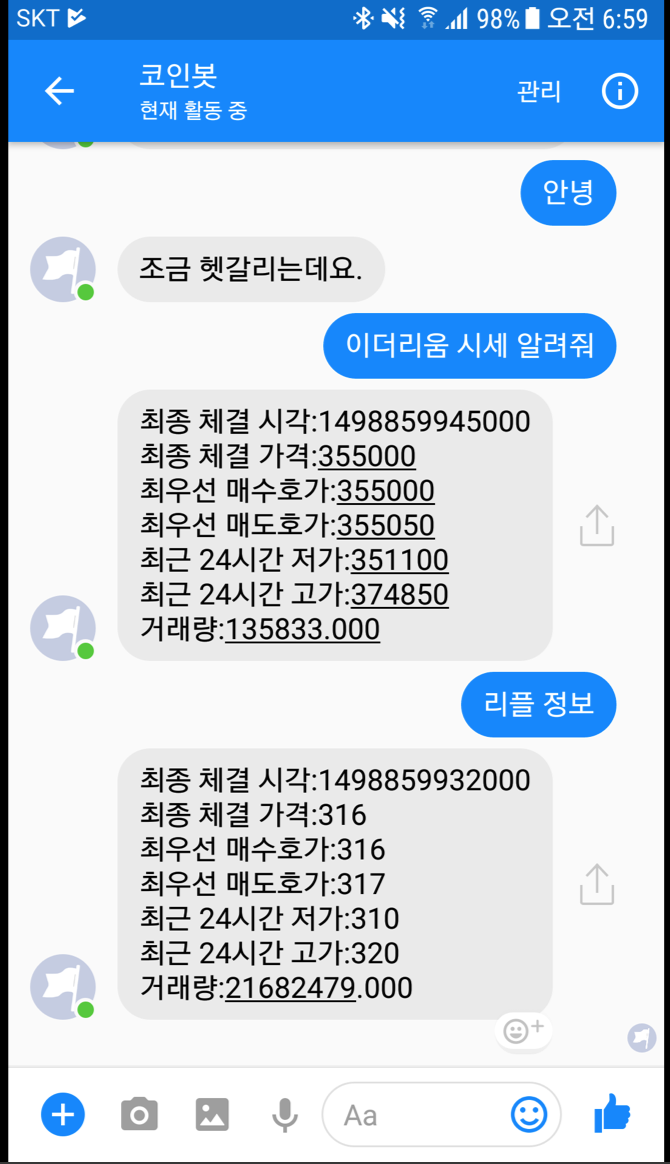 SKT 98% 오전 6:59
코인봇
현재 활동 중
관리
안녕
조금 헷갈리는데요.
이더리움 시세 알려줘
최종 체결 시각:1498859945000
최종 체결 가격:355000
최우선 매수호가:355000
최우선 매도호가:355050
최근 24시간 저가:351100
최근 24시간 고가:374850
거래량:135833.000
리플 정보
최종 체결 시각:1498859932000
최종 체결 가격:316
최우선 매수호가:316
최우선 매도호가:317
최근 24시간 저가:310
최근 24시간 고가:320
거래량:21682479.000
Aa